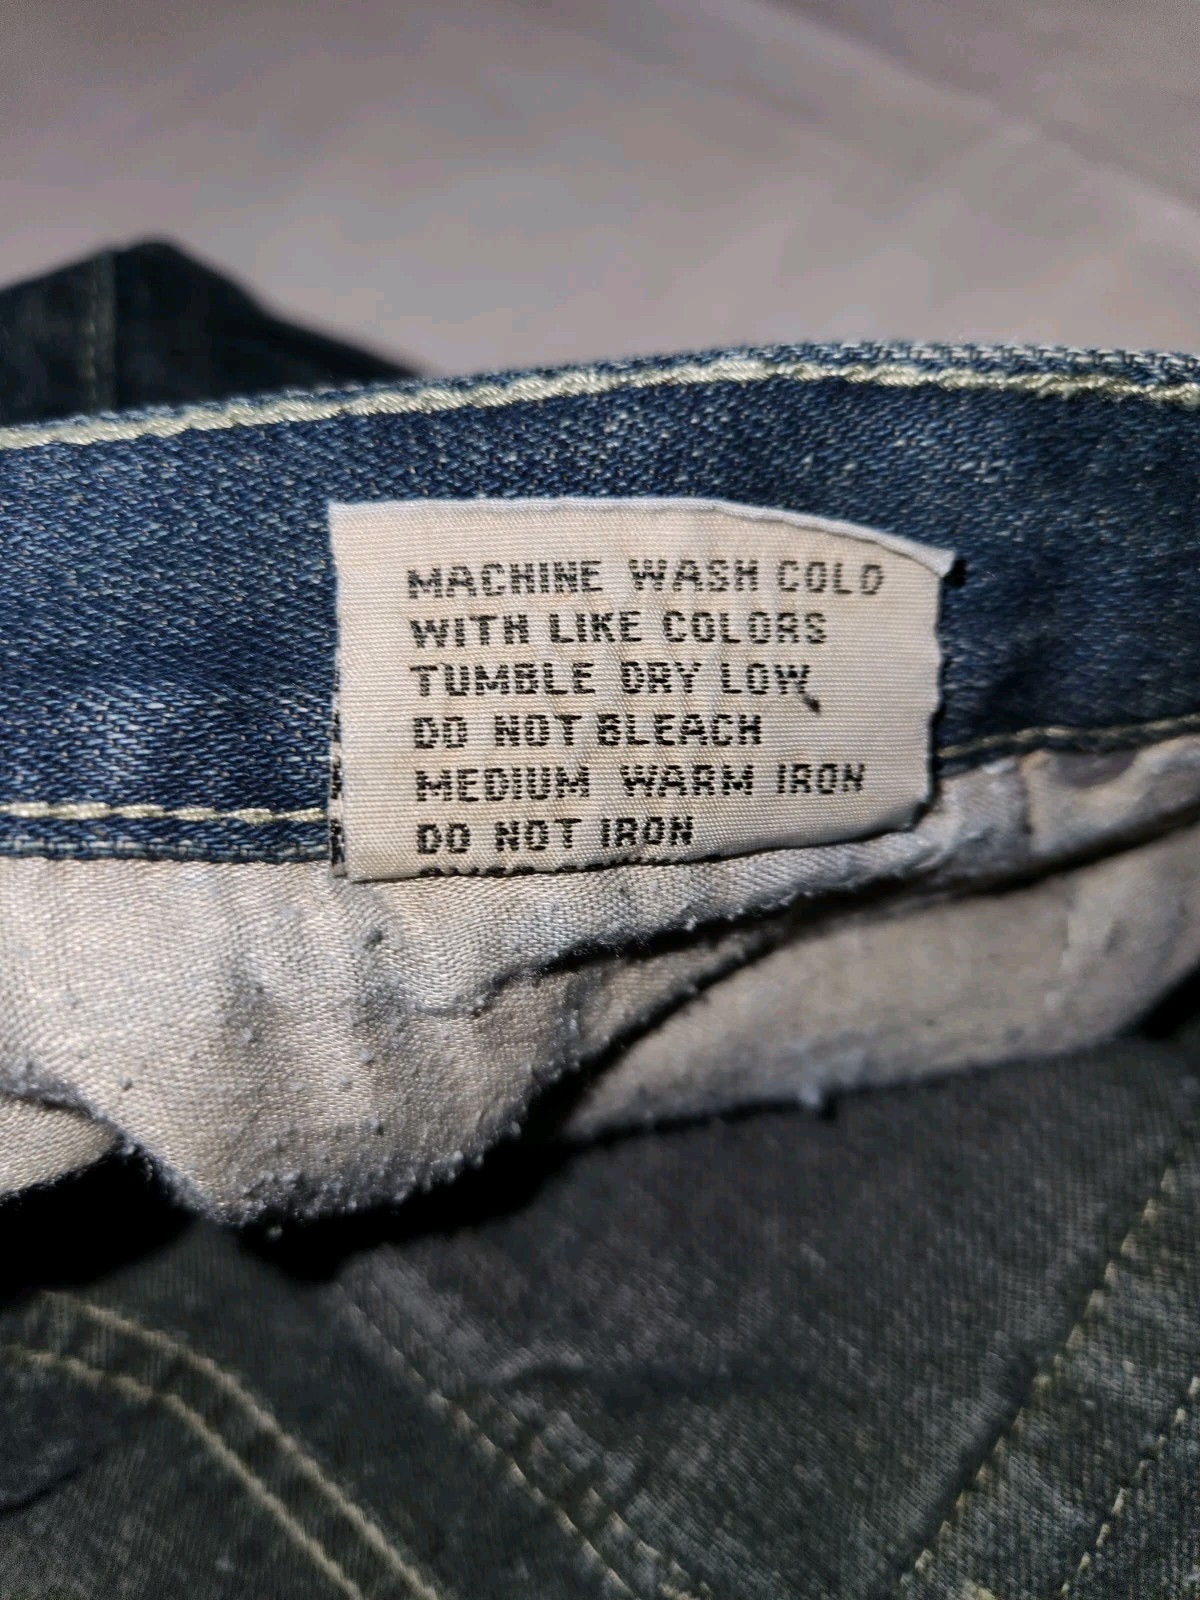 MACHINE WASH COLD
WITH LIKE COLORS
TUMBLE DRY LOW
DO NOT BLEACH
MEDIUM WARM IRON
DO NOT IRON